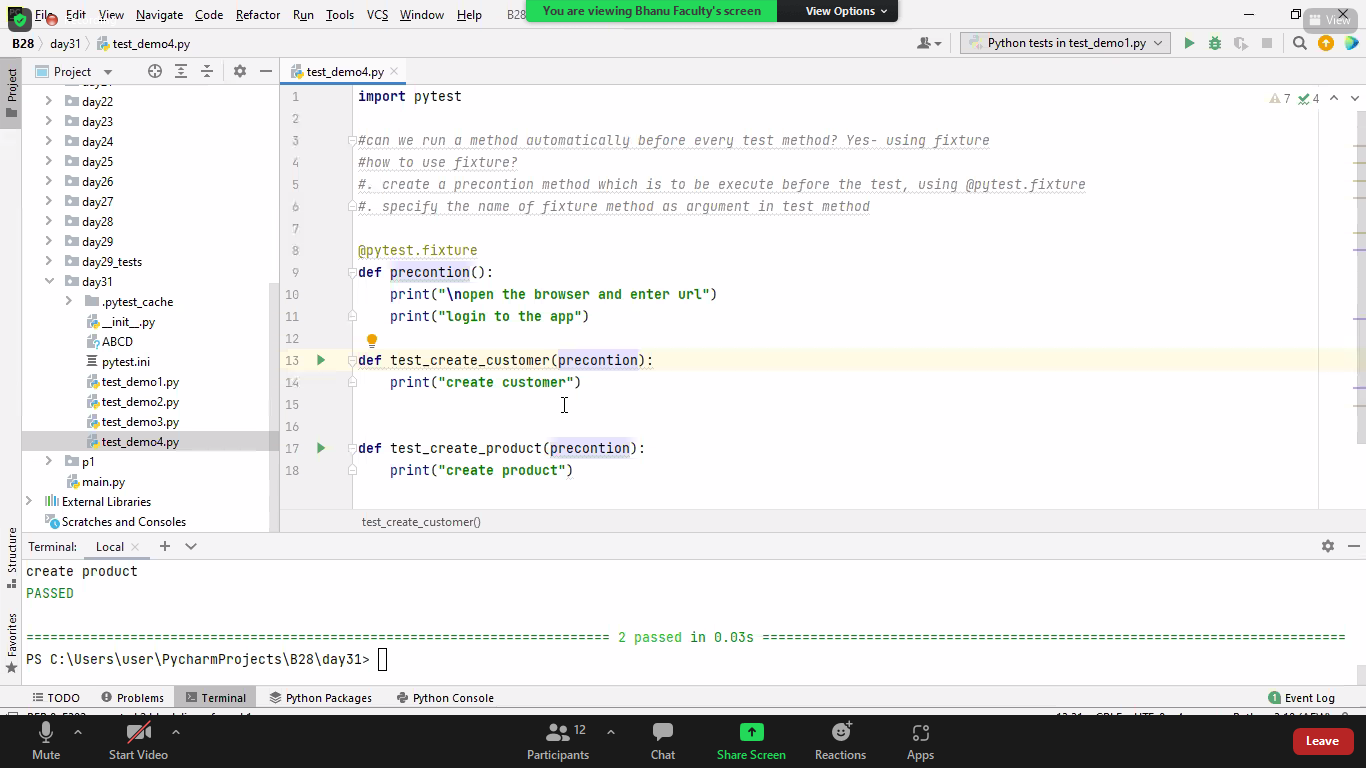 File Edit View Navigate Code Refactor Run Tools VCS Window Help B28
You are viewing Bhanu Faculty's screen
View Options
View
B28 day31 test_demo4.py
Python tests in test_demo1.py
Project
test_demo4.py
Project
day22
day23
day24
day25
day26
day27
day28
day29
day29_tests
day31
.pytest_cache
__init__.py
ABCD
pytest.ini
test_demo1.py
test_demo2.py
test_demo3.py
test_demo4.py
p1
main.py
External Libraries
Scratches and Consoles
7 4
1 import pytest
2
3 #can we run a method automatically before every test method? Yes- using fixture
4 #how to use fixture?
5 #. create a precontion method which is to be execute before the test, using @pytest.fixture
6 #. specify the name of fixture method as argument in test method
7
8 @pytest.fixture
9 def precontion():
10 print("\nopen the browser and enter url")
11 print("login to the app")
12
13 def test_create_customer(precontion):
14 print("create customer")
15
16
17 def test_create_product(precontion):
18 print("create product")
test_create_customer()
Structure
Favorites
Terminal: Local
create product
PASSED
============ 2 passed in 0.03s ============
PS C:\Users\user\PycharmProjects\B28\day31>
TODO Problems Terminal Python Packages Python Console
1 Event Log
Mute
Start Video
12
Participants
Chat
Share Screen
Reactions
Apps
Leave